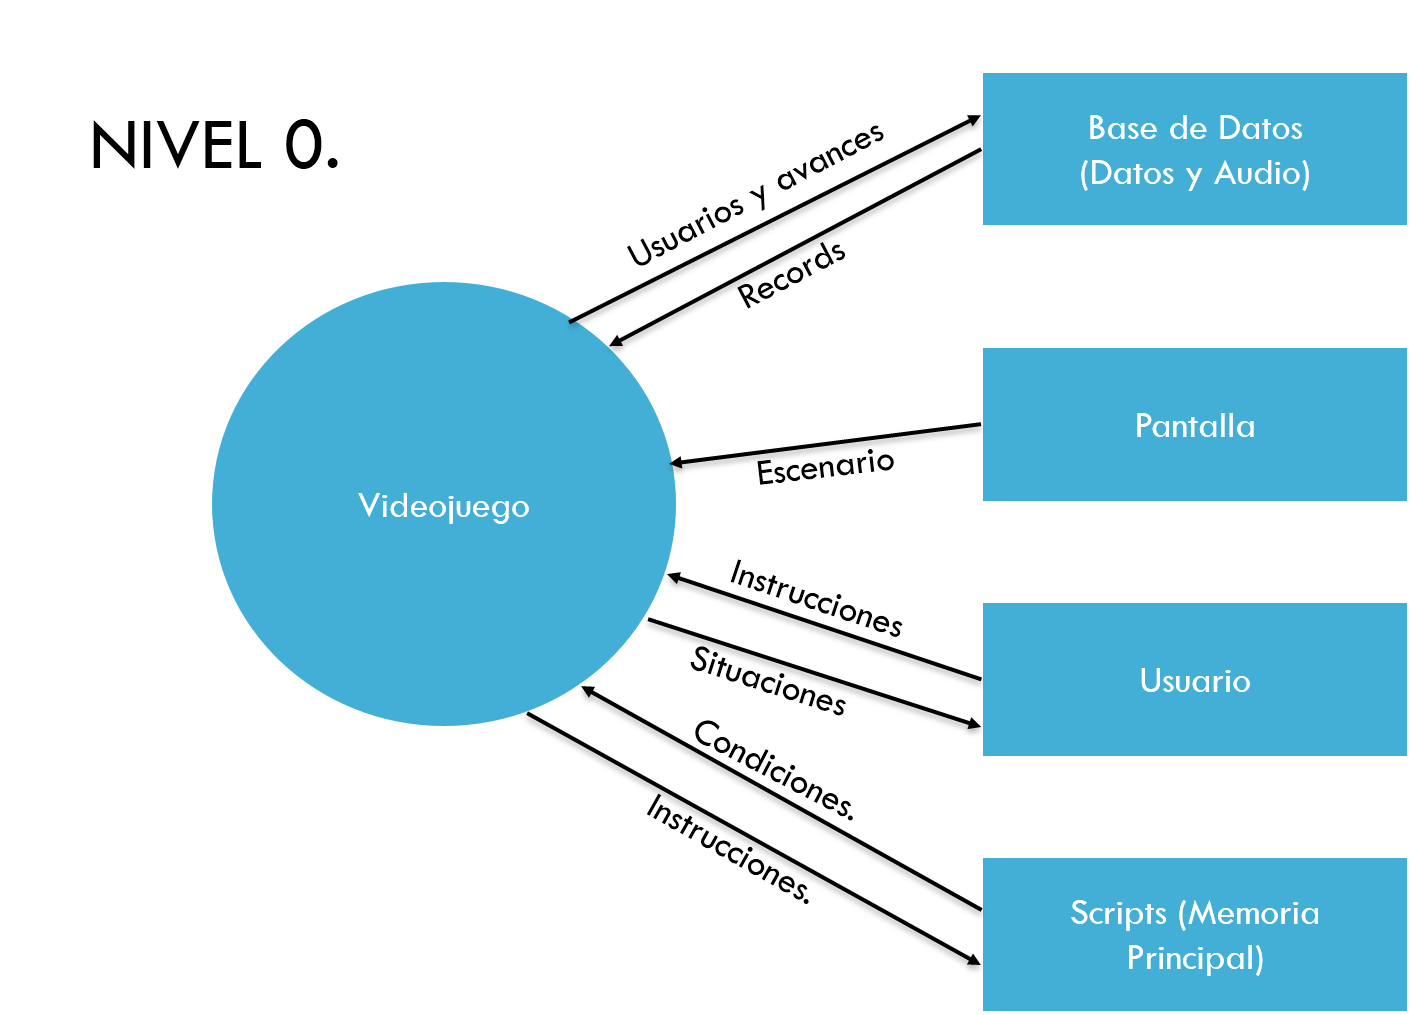 NIVEL 0.
Base de Datos
(Datos y Audio)
Usuarios y avances
Records
Pantalla
Escenario
Videojuego
Instrucciones
Usuario
Situaciones
Condiciones.
Instrucciones.
Scripts (Memoria
Principal)